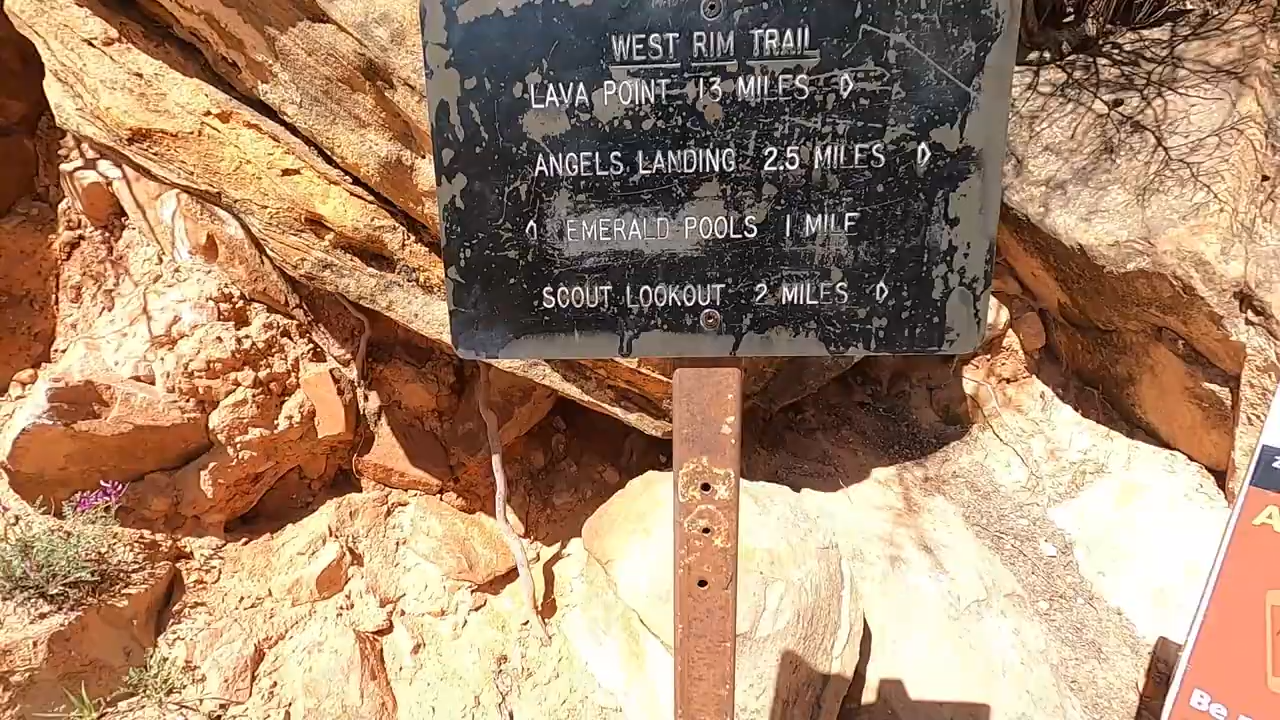 WEST RIM TRAIL
LAVA POINT 13 MILES
ANGELS LANDING 2.5 MILES
EMERALD POOLS 1 MILE
SCOUT LOOKOUT 2 MILES
Be